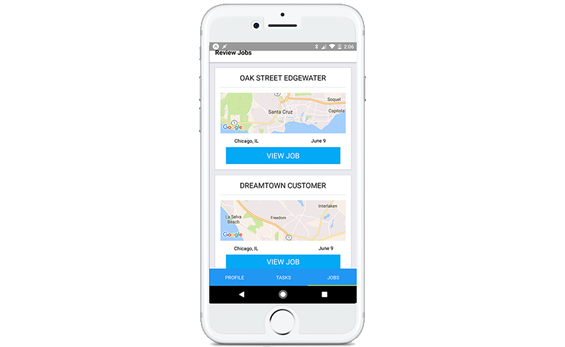 2:06
Review Jobs
OAK STREET EDGEWATER
Soquel
Santa Cruz
Capitola
Google
Chicago, IL June 9
VIEW JOB
DREAMTOWN CUSTOMER
Interlaken
La Selva
Beach
Freedom
Google
Chicago, IL June 9
VIEW JOB
PROFILE TASKS JOBS